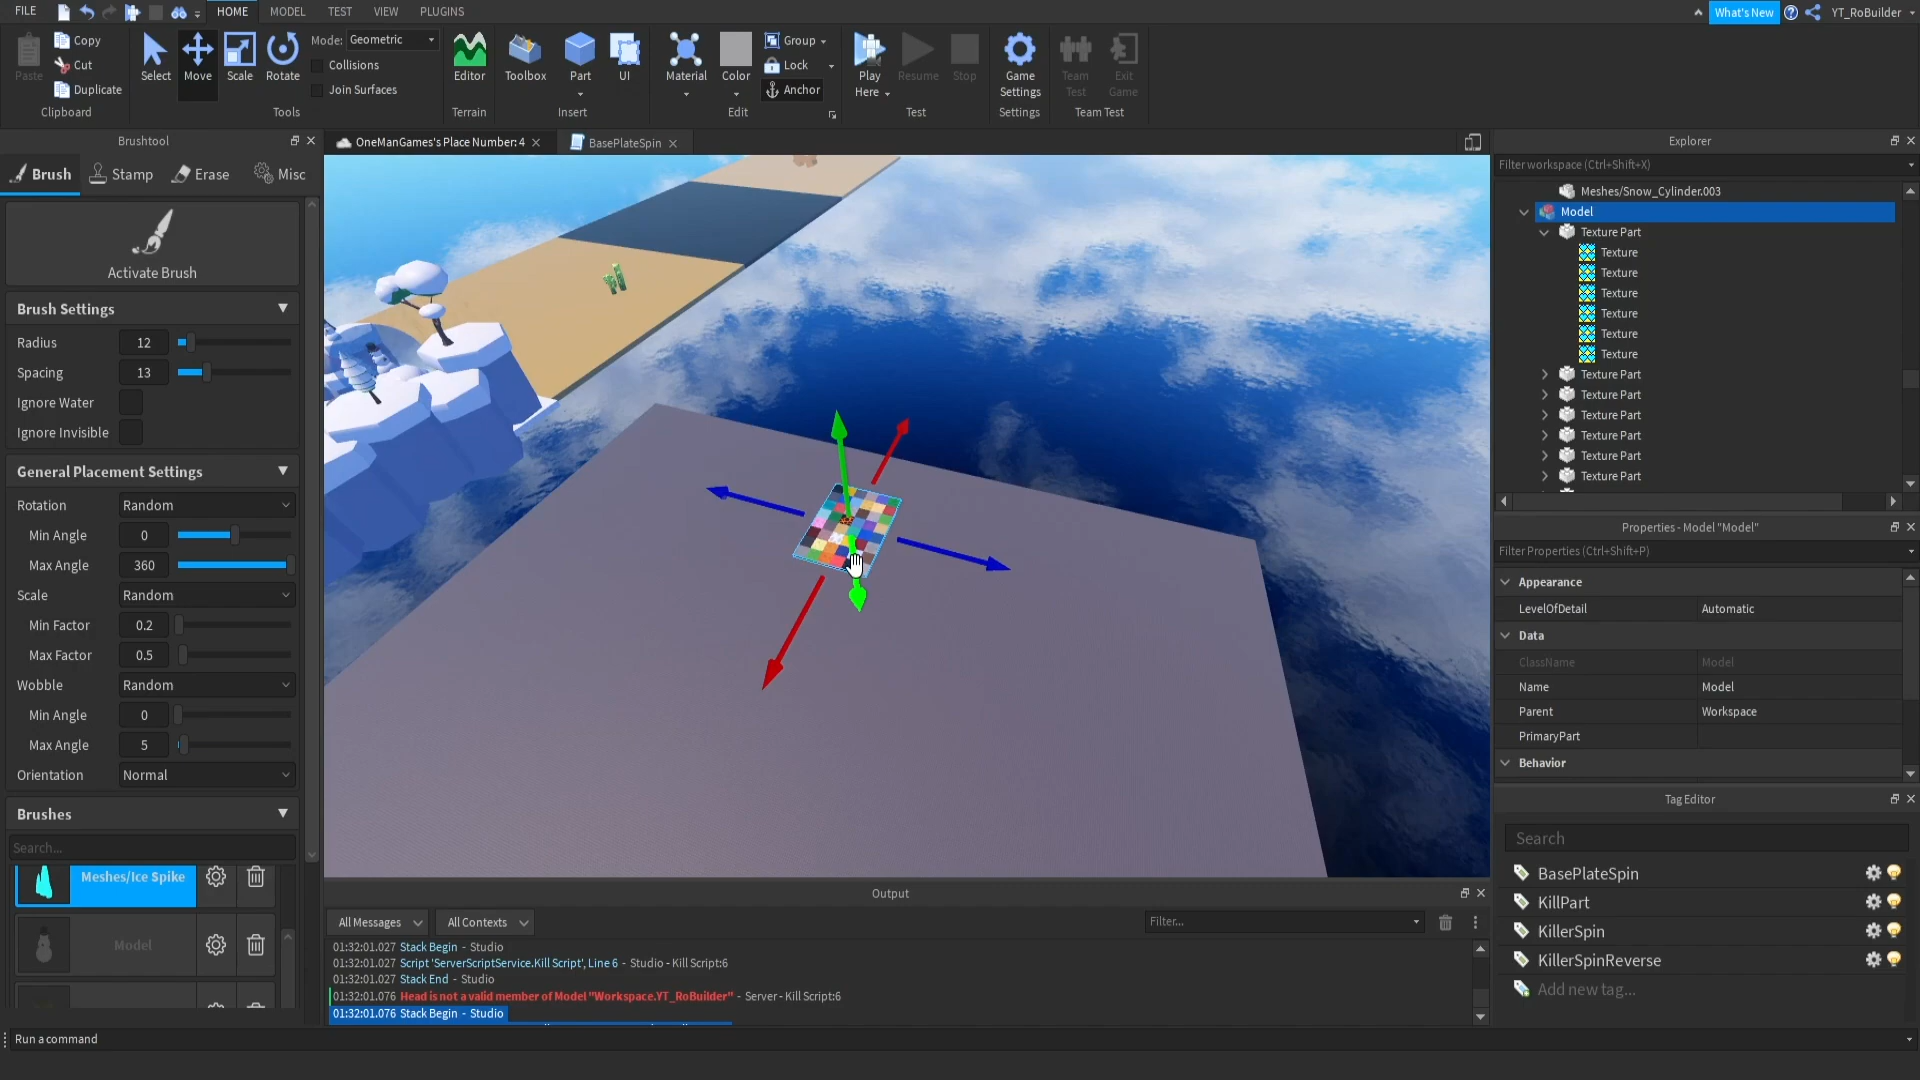 FILE
HOME
MODEL
TEST
VIEW
PLUGINS
What's New
YT_RoBuilder
Paste
Copy
Cut
Duplicate
Clipboard
Select
Move
Scale
Rotate
Mode: Geometric
Collisions
Join Surfaces
Tools
Editor
Terrain
Toolbox
Part
UI
Insert
Material
Color
Group
Lock
Anchor
Edit
Play
Here
Resume
Stop
Test
Game
Settings
Settings
Team
Test
Exit
Game
Team Test
Brushtool
Brush
Stamp
Erase
Misc
Activate Brush
Brush Settings
Radius 12
Spacing 13
Ignore Water
Ignore Invisible
General Placement Settings
Rotation Random
Min Angle 0
Max Angle 360
Scale Random
Min Factor 0.2
Max Factor 0.5
Wobble Random
Min Angle 0
Max Angle 5
Orientation Normal
Brushes
Search...
Meshes/Ice Spike
Model
OneManGames's Place Number: 4
BasePlateSpin
Output
All Messages
All Contexts
Filter...
01:32:01.027 Stack Begin - Studio
01:32:01.027 Script 'ServerScriptService.Kill Script', Line 6 - Studio - Kill Script:6
01:32:01.027 Stack End - Studio
01:32:01.076 Head is not a valid member of Model "Workspace.YT_RoBuilder" - Server - Kill Script:6
01:32:01.076 Stack Begin - Studio
Explorer
Filter workspace (Ctrl+Shift+X)
Meshes/Snow_Cylinder.003
Model
Texture Part
Texture
Texture
Texture
Texture
Texture
Texture
Texture Part
Texture Part
Texture Part
Texture Part
Texture Part
Texture Part
Properties - Model "Model"
Filter Properties (Ctrl+Shift+P)
Appearance
LevelOfDetail Automatic
Data
ClassName Model
Name Model
Parent Workspace
PrimaryPart
Behavior
Tag Editor
Search
BasePlateSpin
KillPart
KillerSpin
KillerSpinReverse
Add new tag...
Run a command